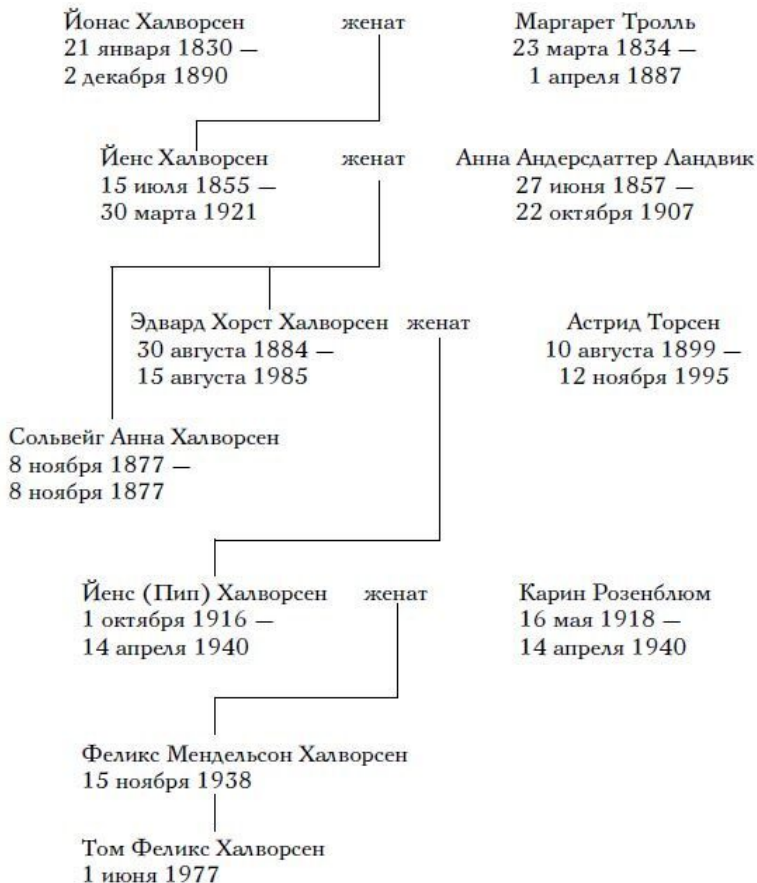 Йонас Халворсен женат Маргарет Тролль
21 января 1830 — 23 марта 1834 —
2 декабря 1890 1 апреля 1887
Йенс Халворсен женат Анна Андерсдаттер Ландвик
15 июля 1855 — 27 июня 1857 —
30 марта 1921 22 октября 1907
Эдвард Хорст Халворсен женат Астрид Торсен
30 августа 1884 — 10 августа 1899 —
15 августа 1985 12 ноября 1995
Сольвейг Анна Халворсен
8 ноября 1877 —
8 ноября 1877
Йенс (Пип) Халворсен женат Карин Розенблюм
1 октября 1916 — 16 мая 1918 —
14 апреля 1940 14 апреля 1940
Феликс Мендельсон Халворсен
15 ноября 1938
Том Феликс Халворсен
1 июня 1977